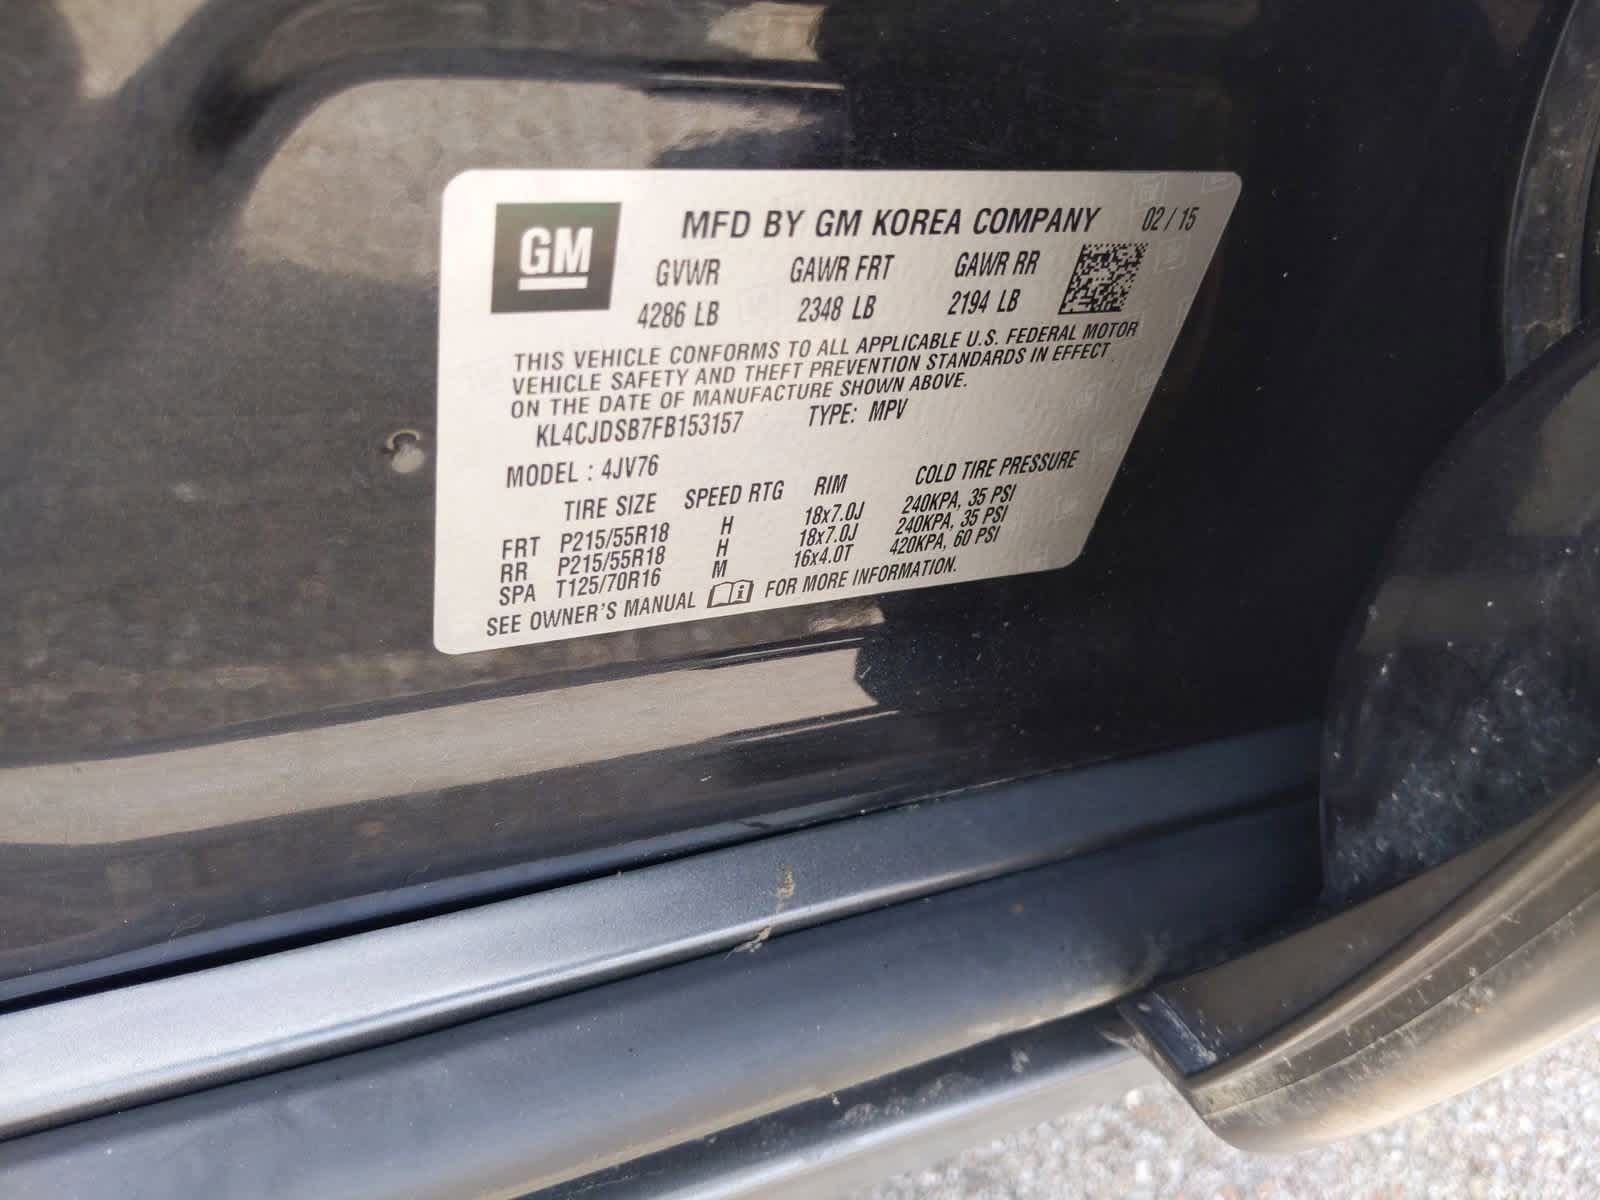 GM
MFD BY GM KOREA COMPANY 02 / 15
GVWR GAWR FRT GAWR RR
4286 LB 2348 LB 2194 LB
THIS VEHICLE CONFORMS TO ALL APPLICABLE U.S. FEDERAL MOTOR
VEHICLE SAFETY AND THEFT PREVENTION STANDARDS IN EFFECT
ON THE DATE OF MANUFACTURE SHOWN ABOVE.
KL4CJDSB7FB153157 TYPE: MPV
MODEL : 4JV76
TIRE SIZE SPEED RTG RIM COLD TIRE PRESSURE
FRT P215/55R18 H 18x7.0J 240KPA, 35 PSI
RR P215/55R18 H 18x7.0J 240KPA, 35 PSI
SPA T125/70R16 M 16x4.0T 420KPA, 60 PSI
SEE OWNER'S MANUAL FOR MORE INFORMATION.